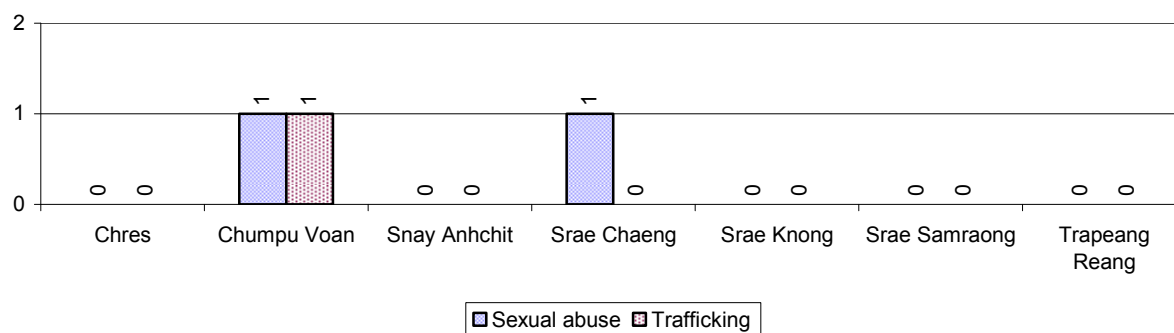 2
1
0
1
1
1
0
0
0
0
0
0
0
0
0
0
0
Chres
Chumpu Voan
Snay Anhchit
Srae Chaeng
Srae Knong
Srae Samraong
Trapeang
Reang
Sexual abuse
Trafficking